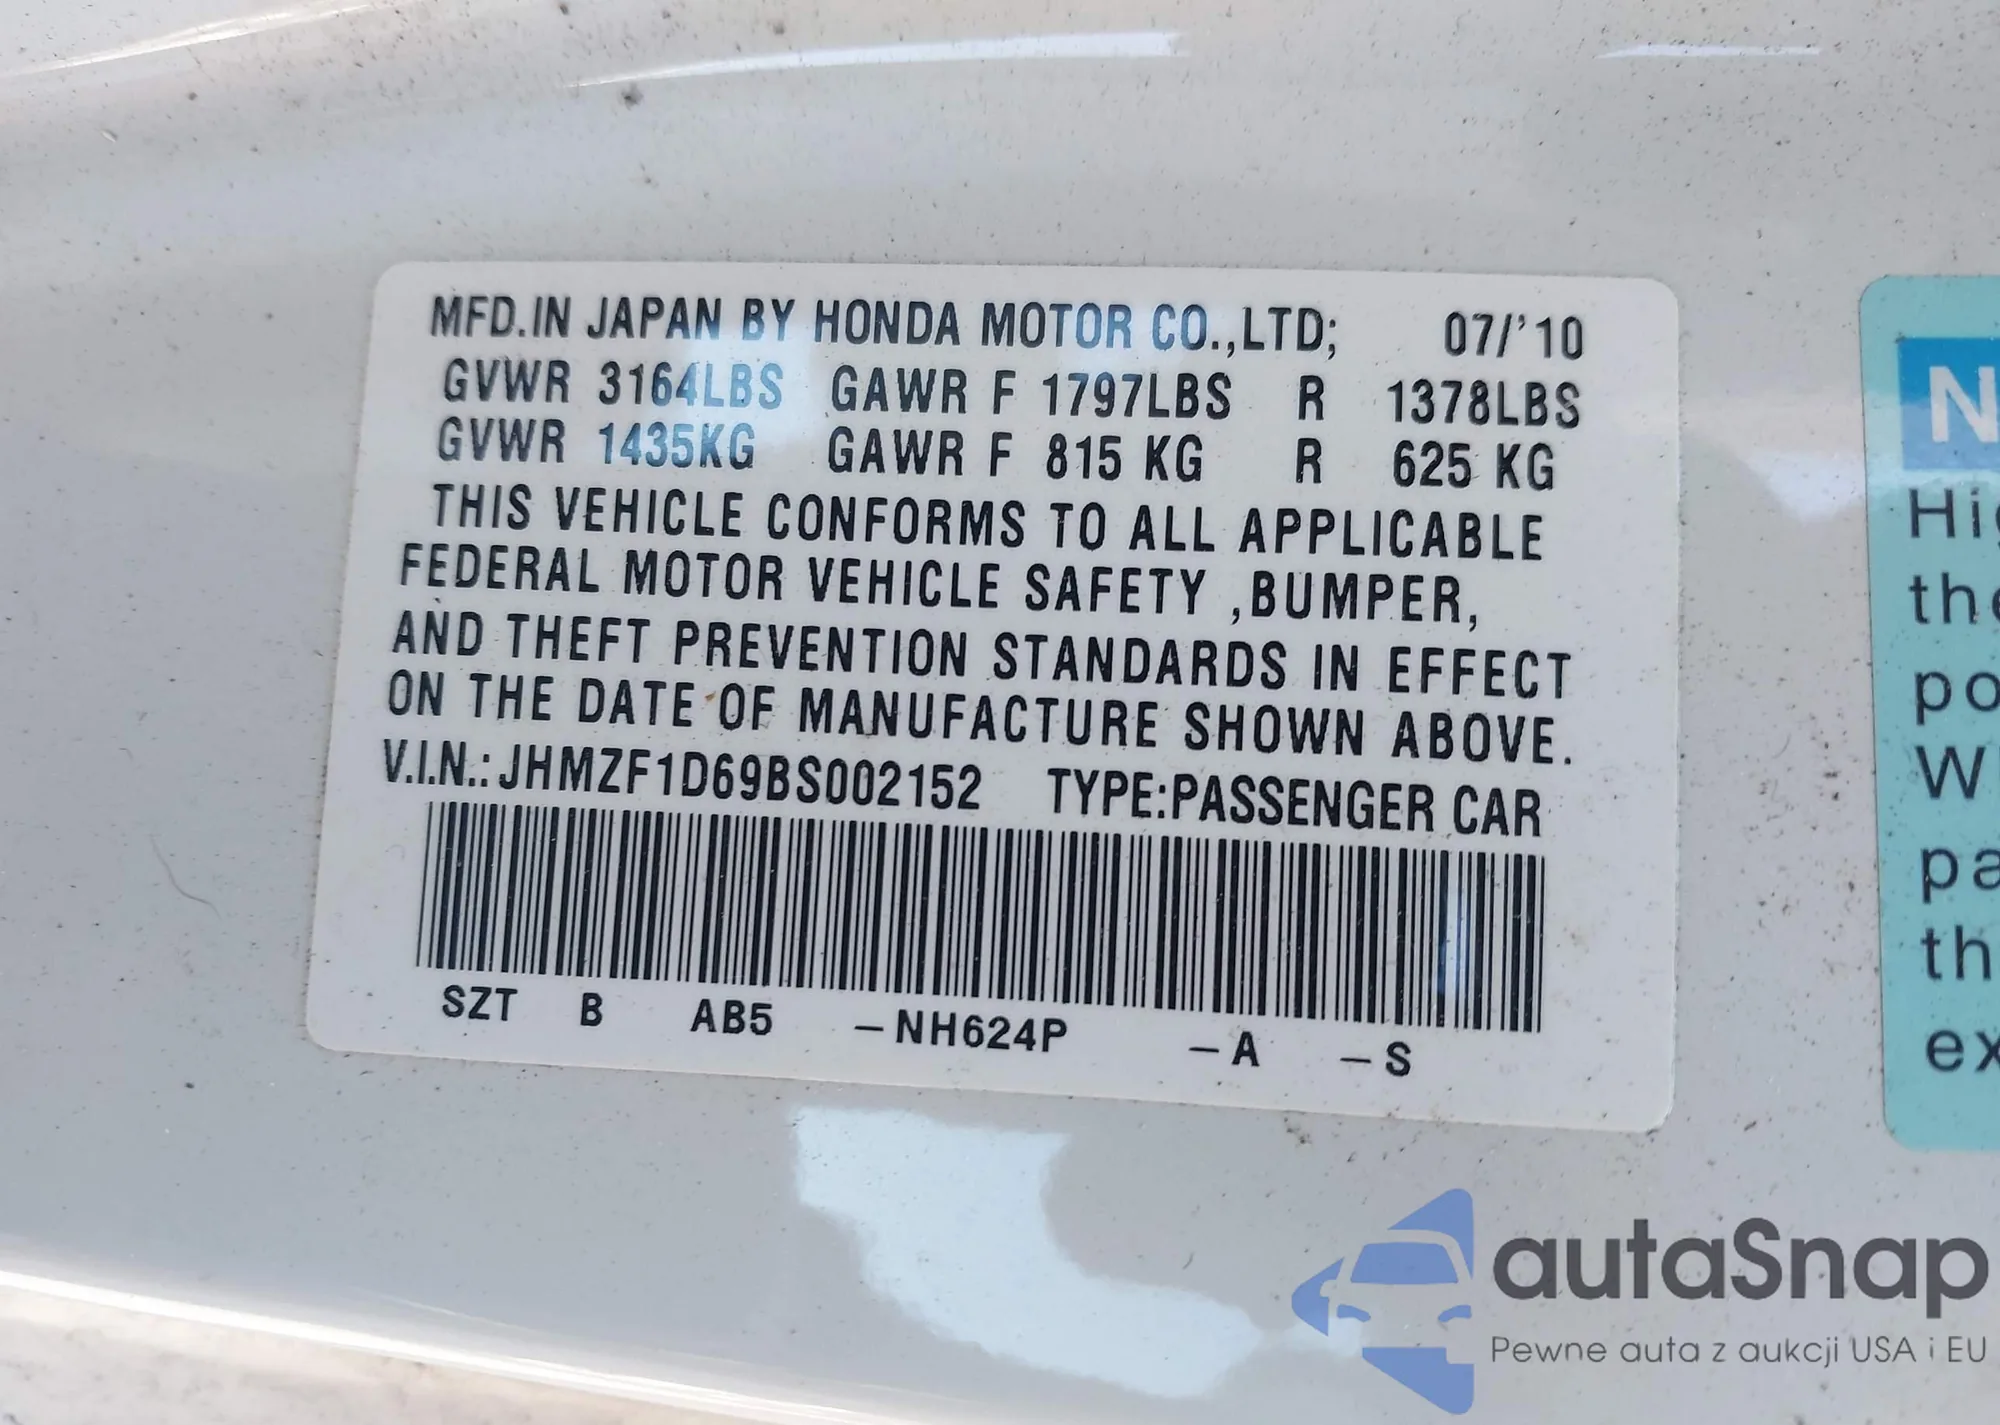 MFD.IN JAPAN BY HONDA MOTOR CO.,LTD; 07/'10
GVWR 3164LBS GAWR F 1797LBS R 1378LBS
GVWR 1435KG GAWR F 815 KG R 625 KG
THIS VEHICLE CONFORMS TO ALL APPLICABLE
FEDERAL MOTOR VEHICLE SAFETY ,BUMPER,
AND THEFT PREVENTION STANDARDS IN EFFECT
ON THE DATE OF MANUFACTURE SHOWN ABOVE.
V.I.N.: JHMZF1D69BS002152 TYPE:PASSENGER CAR
SZT B AB5 –NH624P –A –S
autaSnap
Pewne auta z aukcji USA i EU